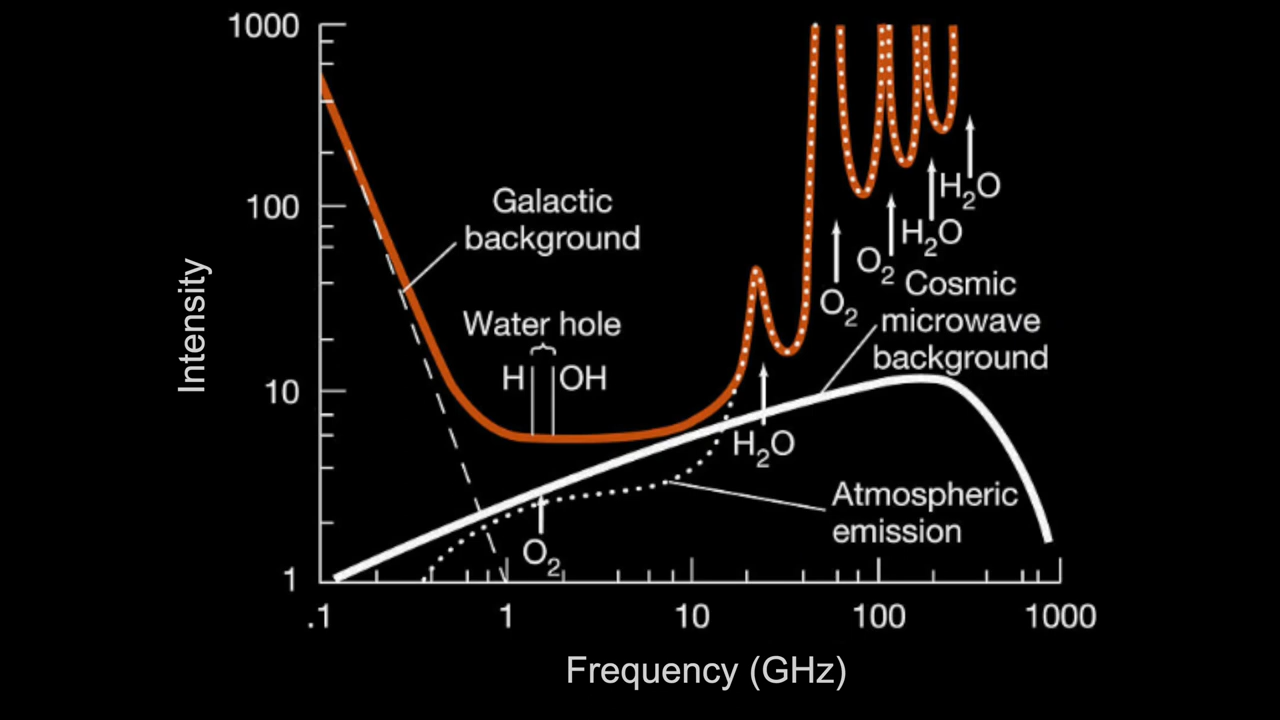 1000
100
10
1
Intensity
Galactic
background
Water hole
H
OH
H₂O
H₂O
O₂
O₂
Cosmic
microwave
background
H₂O
Atmospheric
emission
O₂
.1
1
10
100
1000
Frequency (GHz)